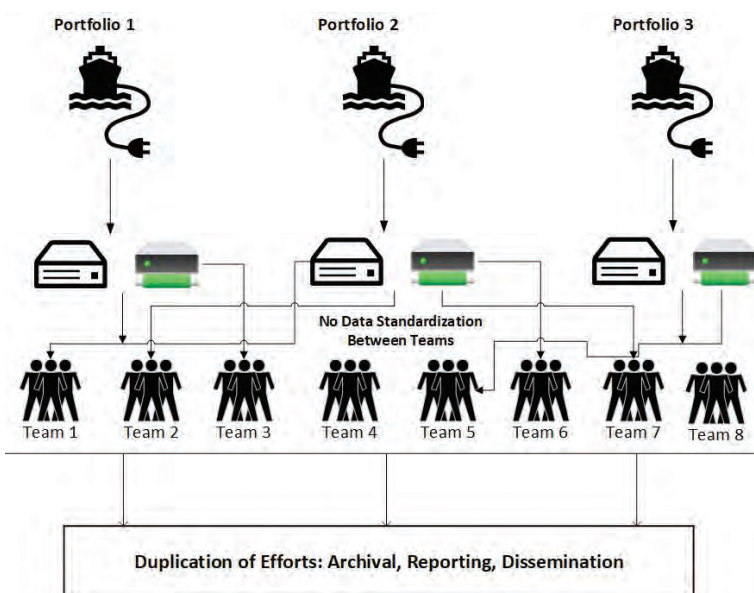 Portfolio 1
Portfolio 2
Portfolio 3
No Data Standardization
Between Teams
Team 1
Team 2
Team 3
Team 4
Team 5
Team 6
Team 7
Team 8
Duplication of Efforts: Archival, Reporting, Dissemination